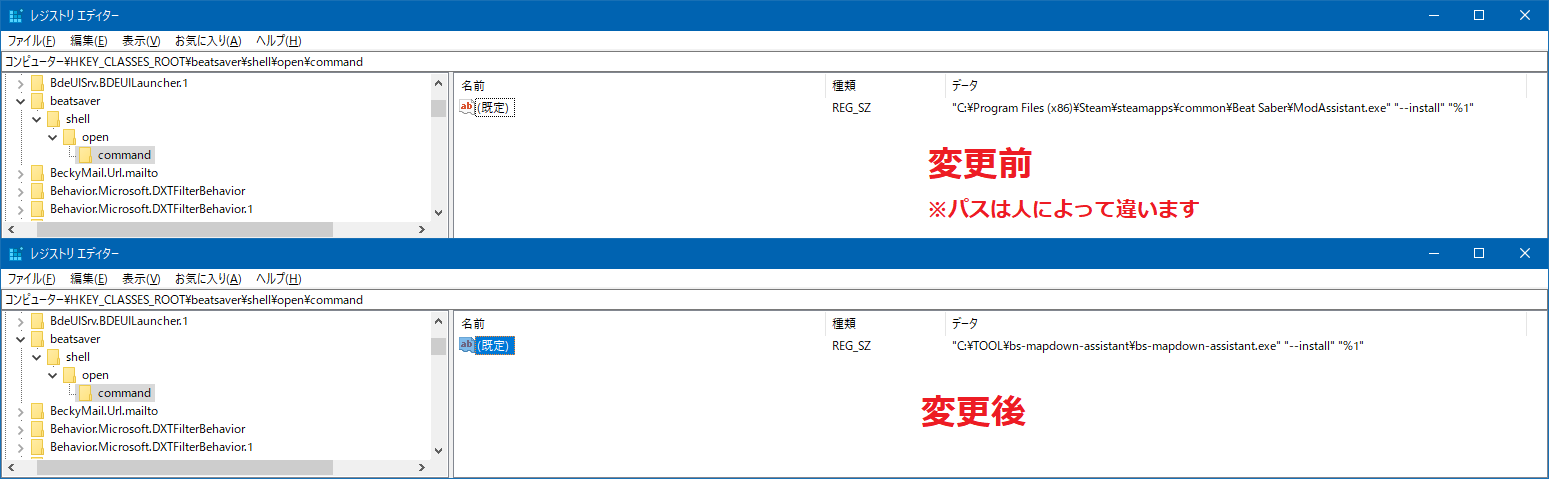 レジストリ エディター
ファイル(F) 編集(E) 表示(V) お気に入り(A) ヘルプ(H)
コンピューター¥HKEY_CLASSES_ROOT¥beatsaver¥shell¥open¥command
BdeUISrv.BDEUILauncher.1
beatsaver
shell
open
command
BeckyMail.Url.mailto
Behavior.Microsoft.DXTFilterBehavior
Behavior.Microsoft.DXTFilterBehavior.1
名前 種類 データ
ab (既定) REG_SZ "C:¥Program Files (x86)¥Steam¥steamapps¥common¥Beat Saber¥ModAssistant.exe" "--install" "%1"
変更前
※パスは人によって違います
レジストリ エディター
ファイル(F) 編集(E) 表示(V) お気に入り(A) ヘルプ(H)
コンピューター¥HKEY_CLASSES_ROOT¥beatsaver¥shell¥open¥command
BdeUISrv.BDEUILauncher.1
beatsaver
shell
open
command
BeckyMail.Url.mailto
Behavior.Microsoft.DXTFilterBehavior
Behavior.Microsoft.DXTFilterBehavior.1
名前 種類 データ
ab (既定) REG_SZ "C:¥TOOL¥bs-mapdown-assistant¥bs-mapdown-assistant.exe" "--install" "%1"
変更後